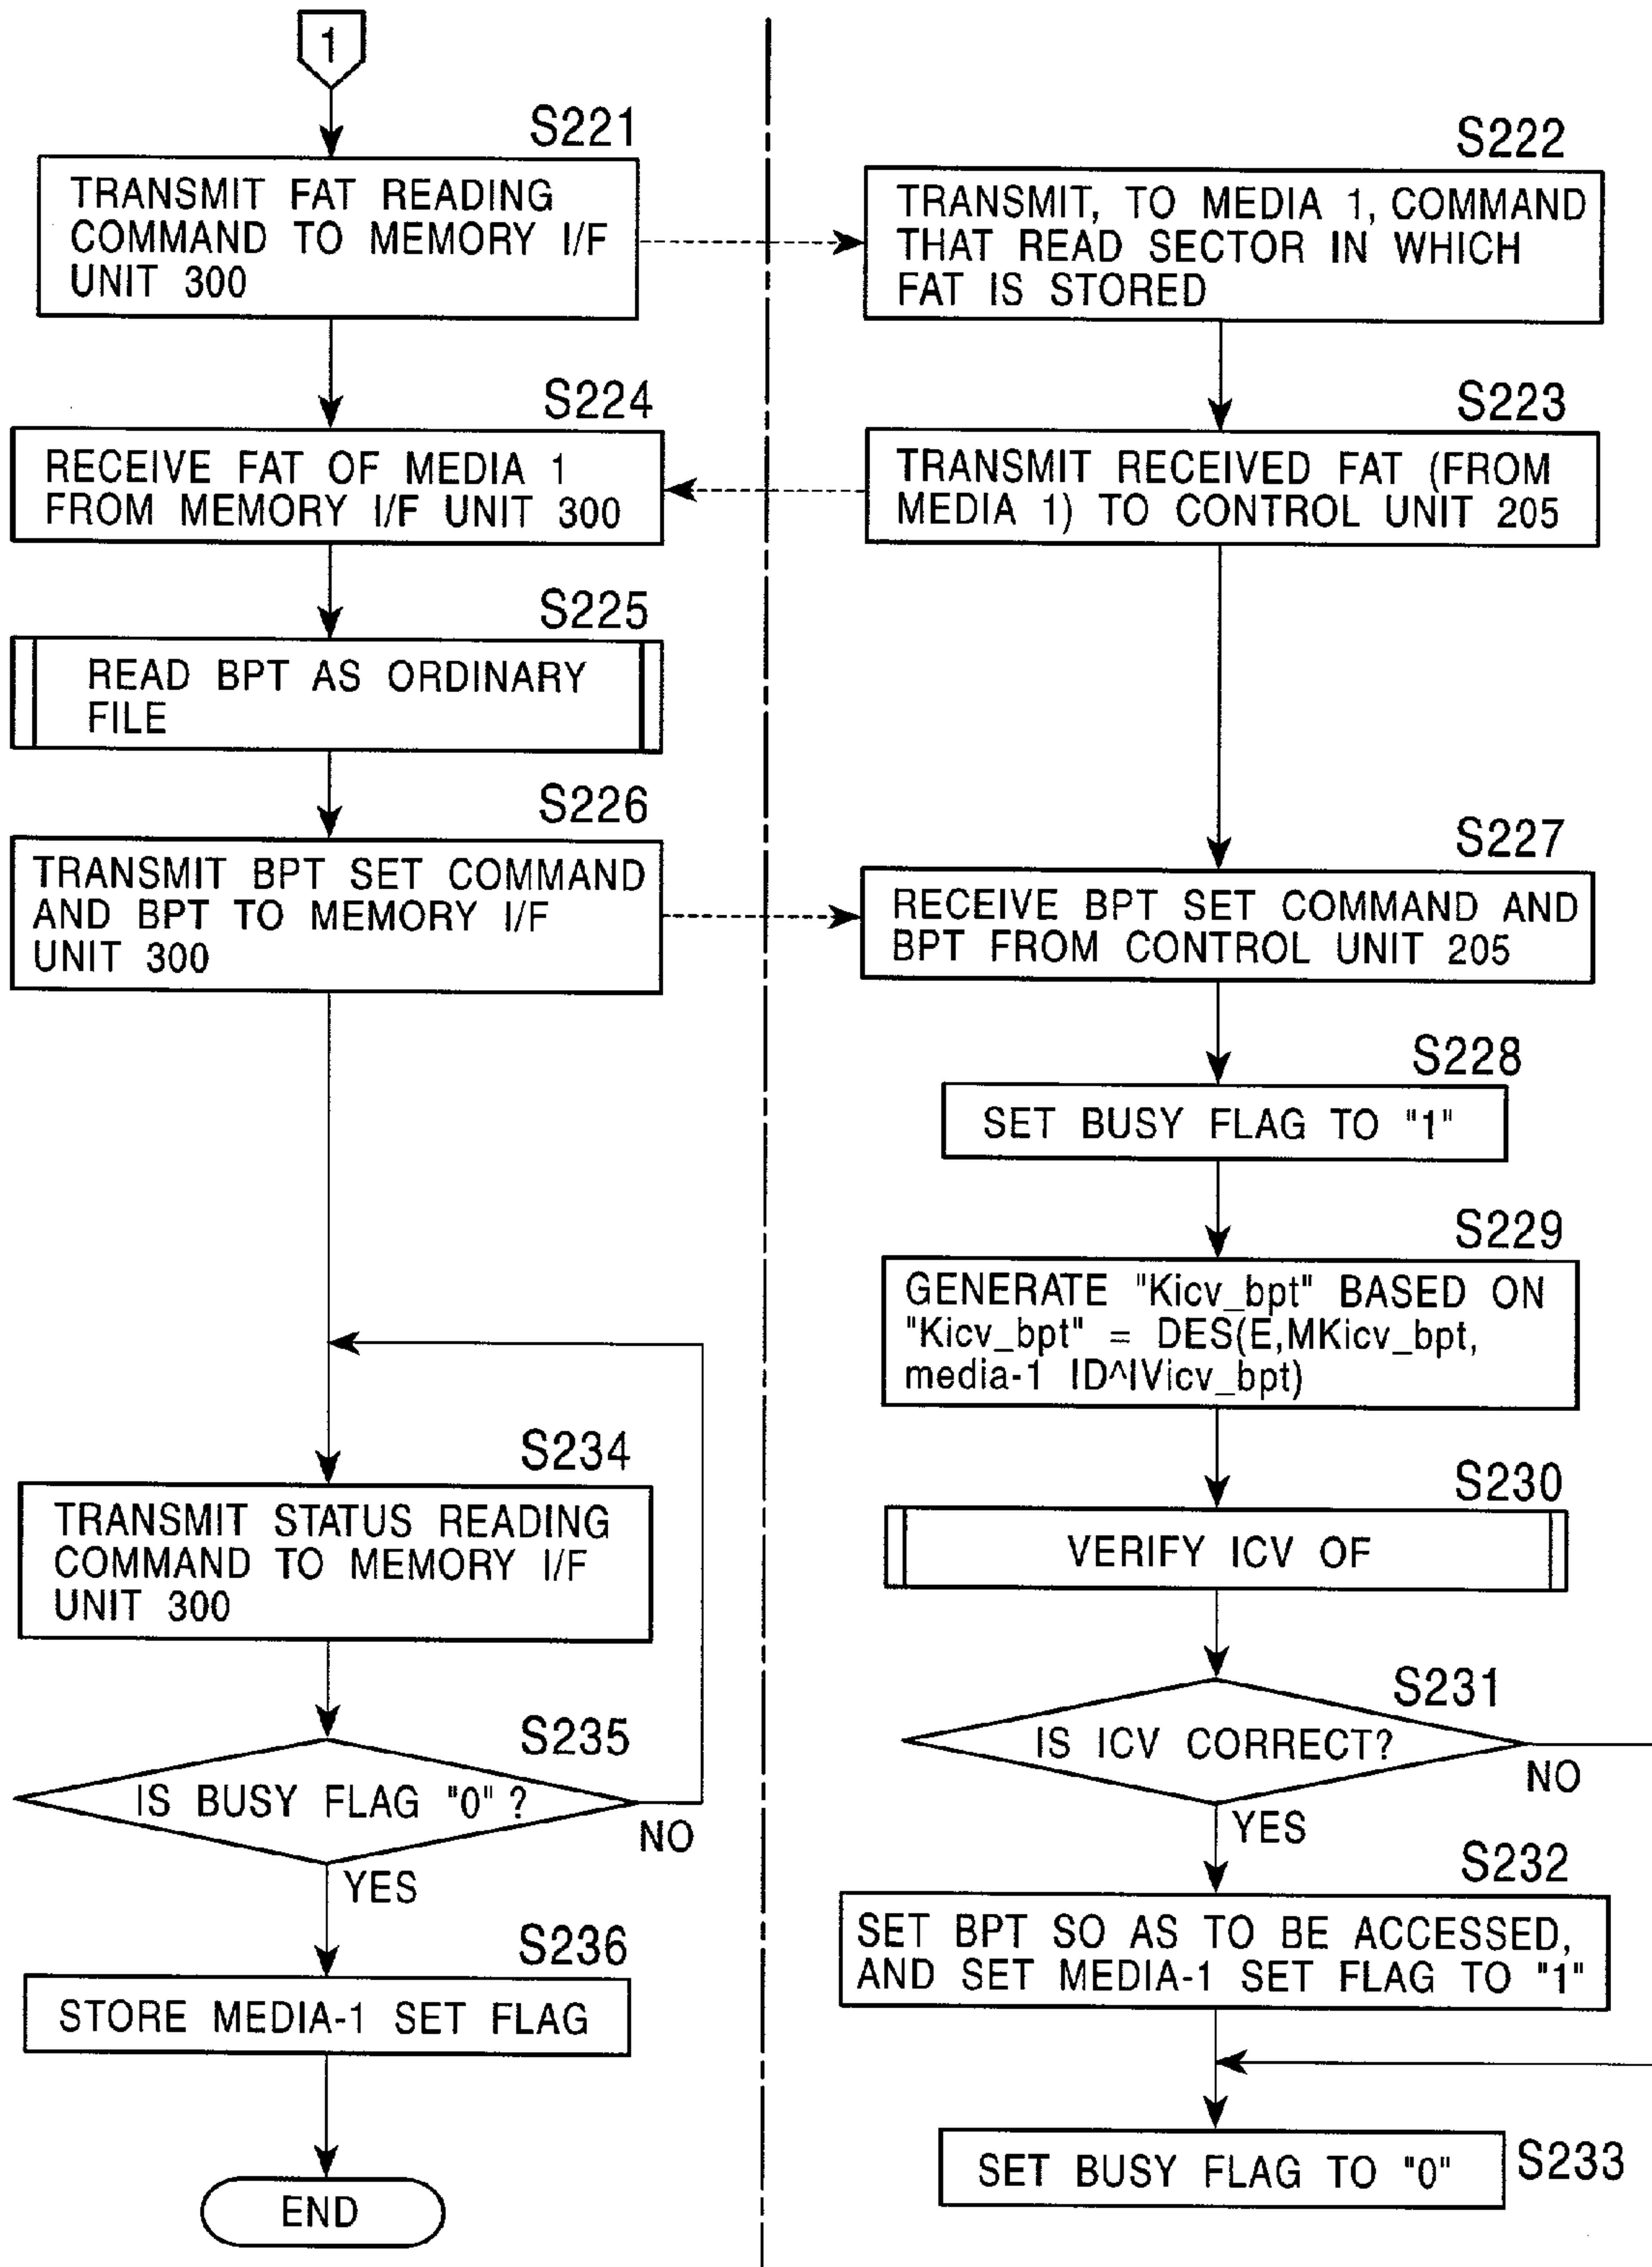 1
S221
TRANSMIT FAT READING
COMMAND TO MEMORY I/F
UNIT 300
S222
TRANSMIT, TO MEDIA 1, COMMAND
THAT READ SECTOR IN WHICH
FAT IS STORED
S224
RECEIVE FAT OF MEDIA 1
FROM MEMORY I/F UNIT 300
S223
TRANSMIT RECEIVED FAT (FROM
MEDIA 1) TO CONTROL UNIT 205
S225
READ BPT AS ORDINARY
FILE
S226
TRANSMIT BPT SET COMMAND
AND BPT TO MEMORY I/F
UNIT 300
S227
RECEIVE BPT SET COMMAND AND
BPT FROM CONTROL UNIT 205
S228
SET BUSY FLAG TO "1"
S229
GENERATE "Kicv_bpt" BASED ON
"Kicv_bpt" = DES(E,MKicv_bpt,
media-1 ID^IVicv_bpt)
S234
TRANSMIT STATUS READING
COMMAND TO MEMORY I/F
UNIT 300
S230
VERIFY ICV OF
S235
IS BUSY FLAG "0" ?
NO
YES
S231
IS ICV CORRECT?
NO
YES
S236
STORE MEDIA-1 SET FLAG
S232
SET BPT SO AS TO BE ACCESSED,
AND SET MEDIA-1 SET FLAG TO "1"
END
SET BUSY FLAG TO "0"
S233